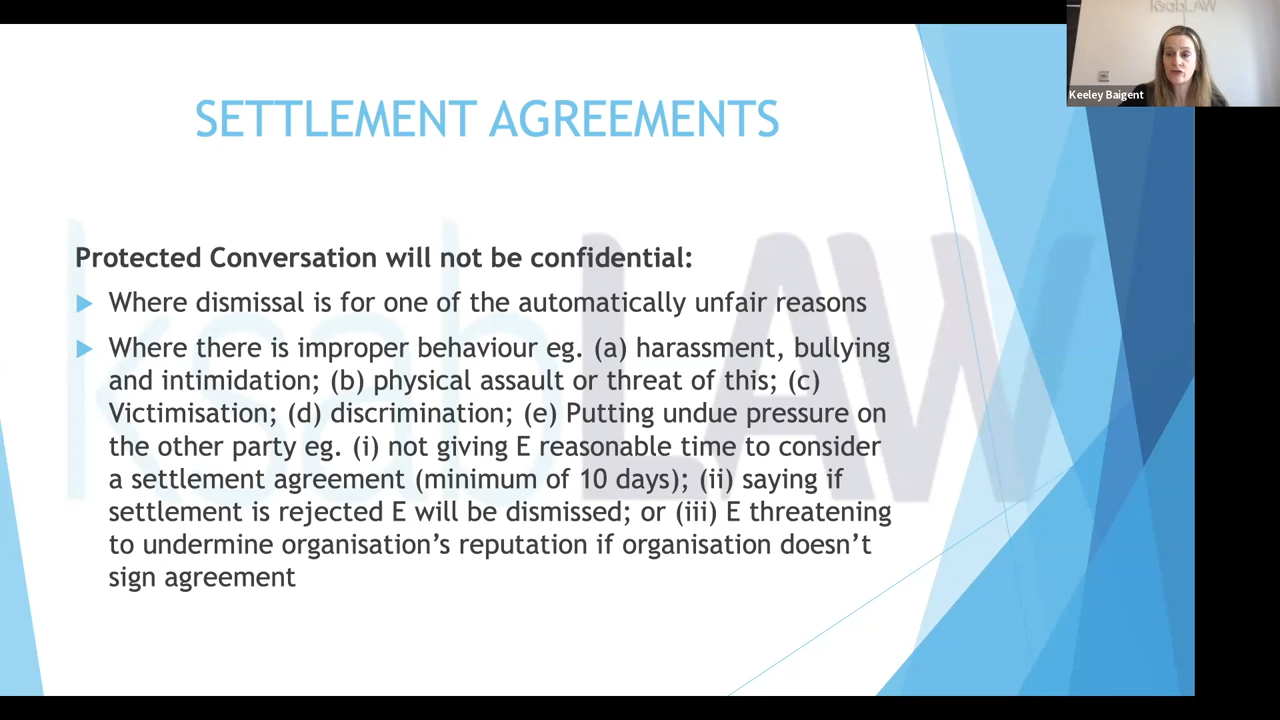 ksabLAW
Keeley Baigent
SETTLEMENT AGREEMENTS
ksabLAW
Protected Conversation will not be confidential:
Where dismissal is for one of the automatically unfair reasons
Where there is improper behaviour eg. (a) harassment, bullying
and intimidation; (b) physical assault or threat of this; (c)
Victimisation; (d) discrimination; (e) Putting undue pressure on
the other party eg. (i) not giving E reasonable time to consider
a settlement agreement (minimum of 10 days); (ii) saying if
settlement is rejected E will be dismissed; or (iii) E threatening
to undermine organisation’s reputation if organisation doesn’t
sign agreement